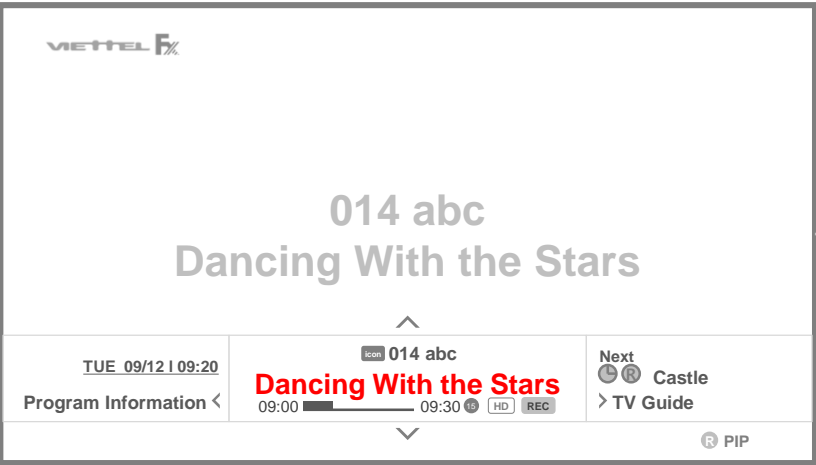 VIETTEL Fx
014 abc
Dancing With the Stars
TUE 09/12 I 09:20
Program Information <
icon 014 abc
Dancing With the Stars
09:00 09:30 15 HD REC
Next
R Castle
> TV Guide
R PIP